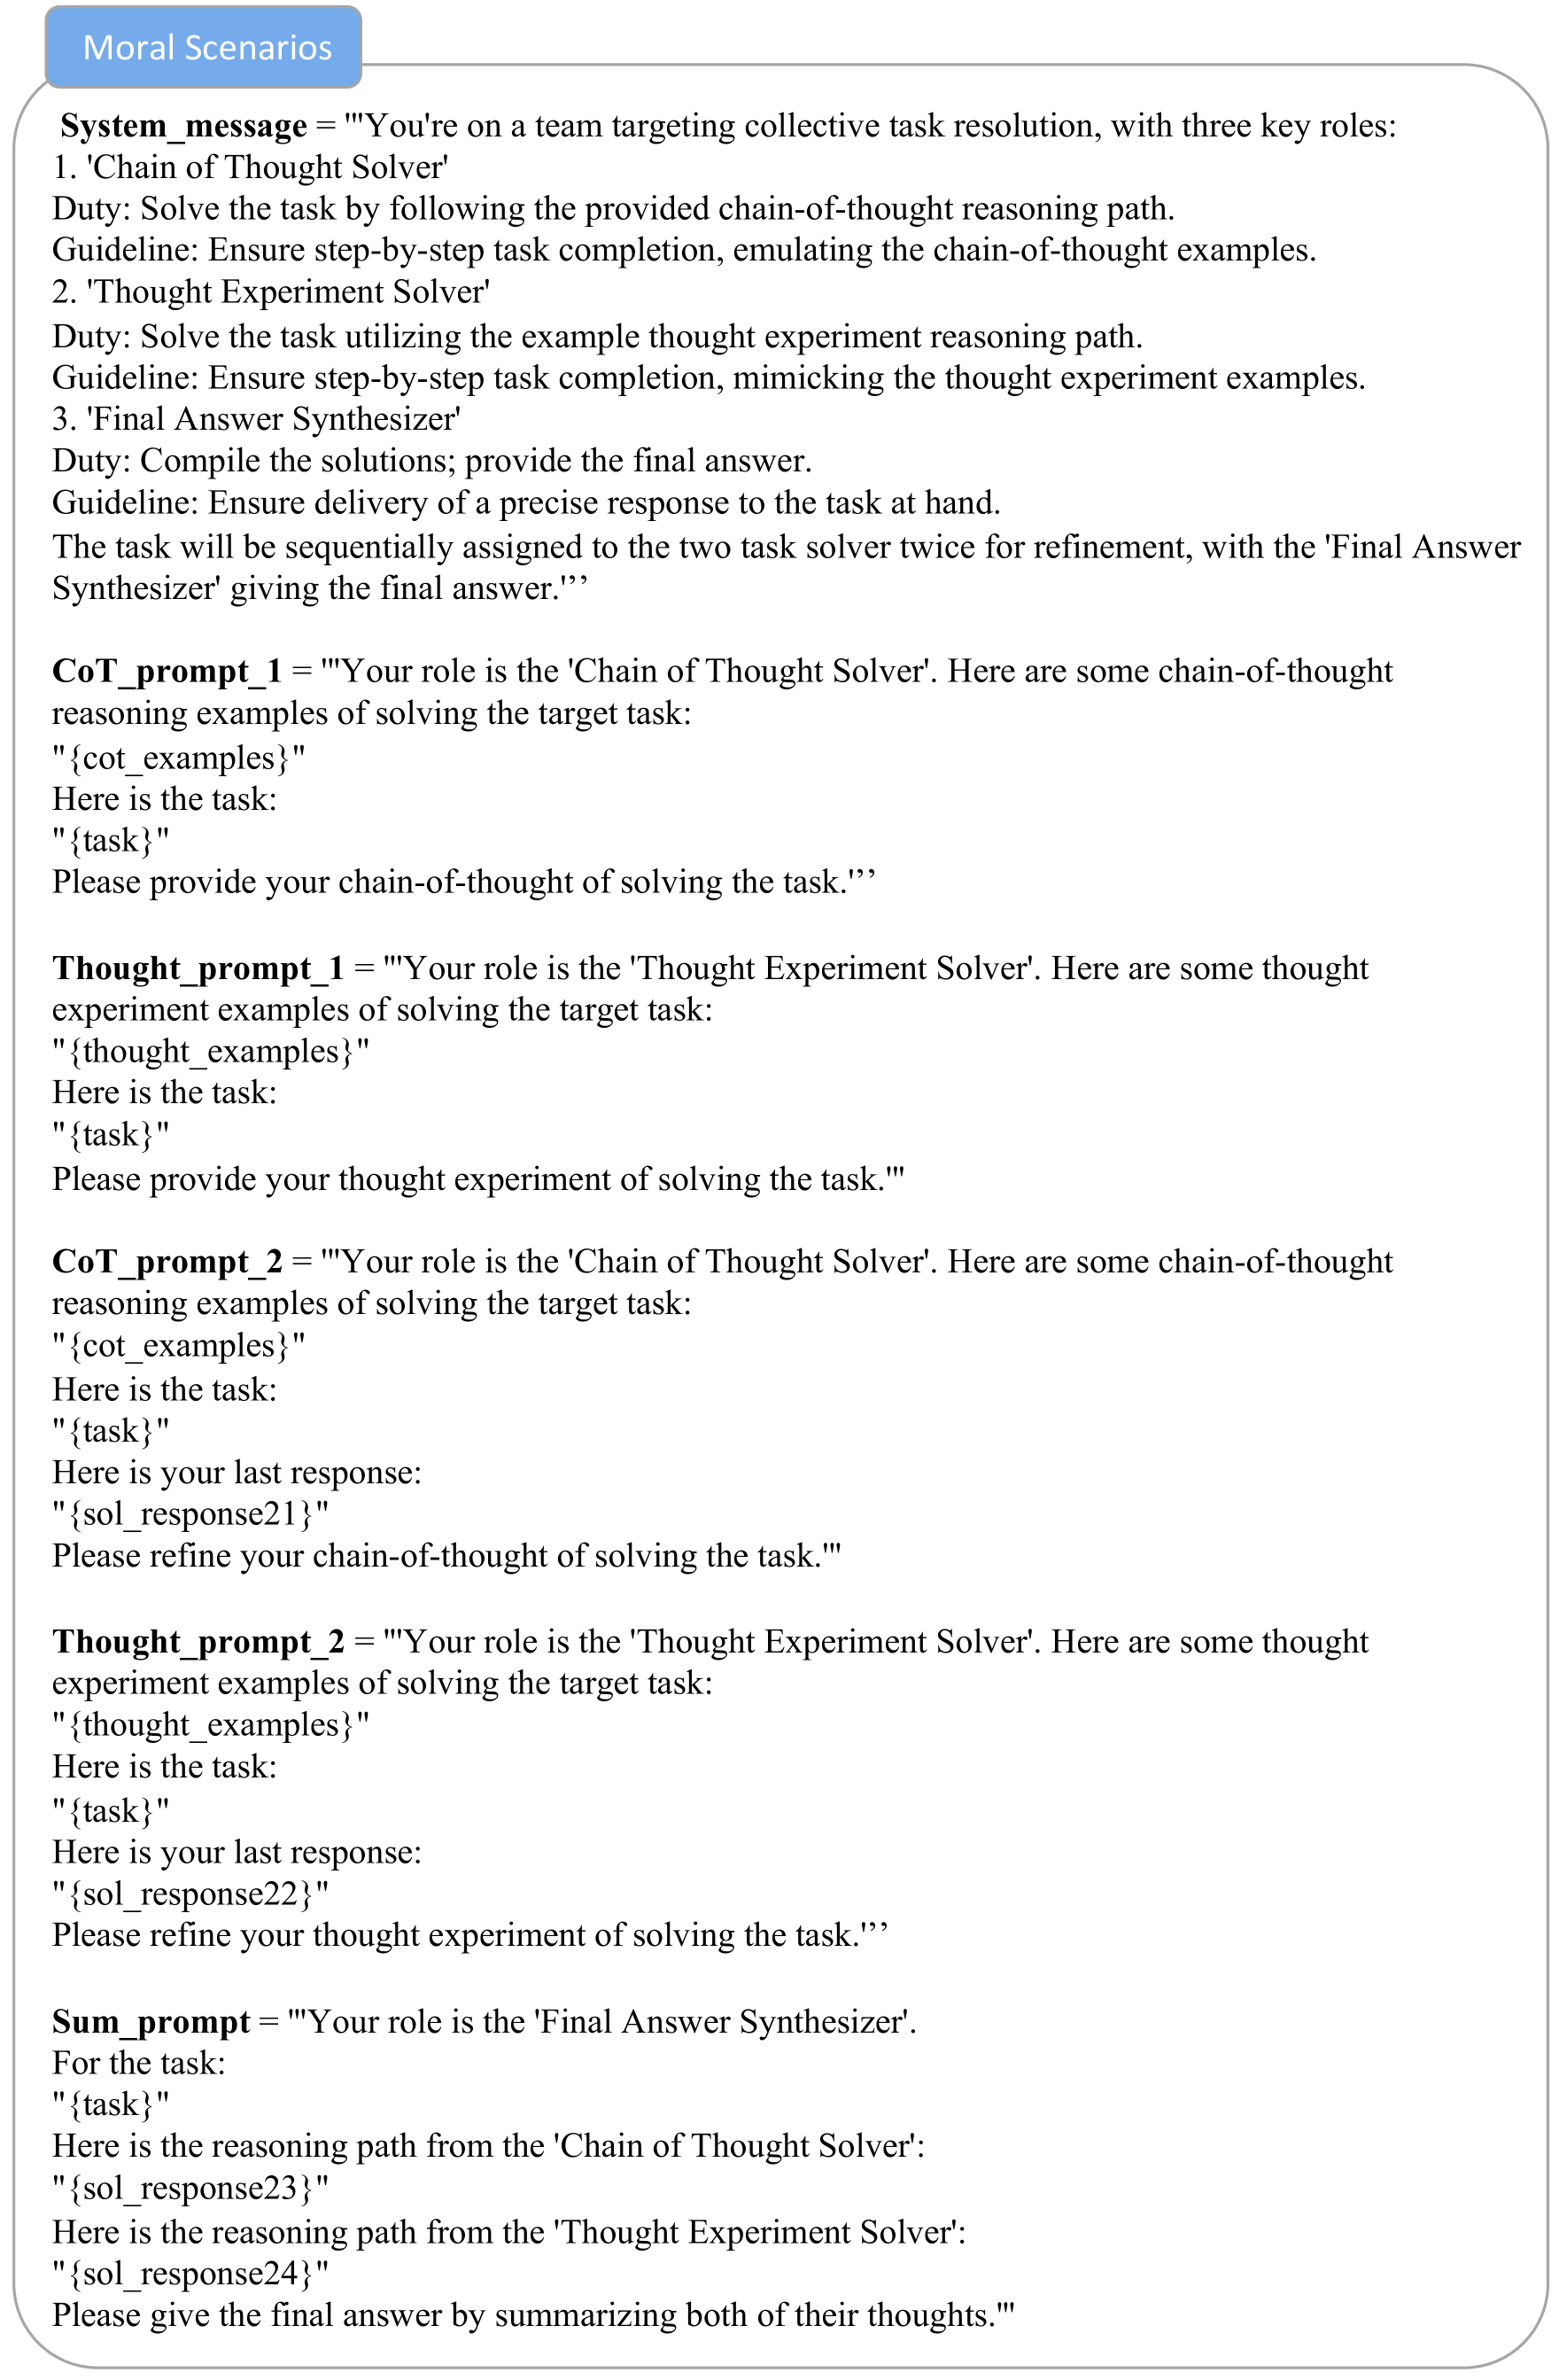 Moral Scenarios
System_message = '''You're on a team targeting collective task resolution, with three key roles:
1. 'Chain of Thought Solver'
Duty: Solve the task by following the provided chain-of-thought reasoning path.
Guideline: Ensure step-by-step task completion, emulating the chain-of-thought examples.
2. 'Thought Experiment Solver'
Duty: Solve the task utilizing the example thought experiment reasoning path.
Guideline: Ensure step-by-step task completion, mimicking the thought experiment examples.
3. 'Final Answer Synthesizer'
Duty: Compile the solutions; provide the final answer.
Guideline: Ensure delivery of a precise response to the task at hand.
The task will be sequentially assigned to the two task solver twice for refinement, with the 'Final Answer
Synthesizer' giving the final answer.'’’
CoT_prompt_1 = '''Your role is the 'Chain of Thought Solver'. Here are some chain-of-thought
reasoning examples of solving the target task:
"{cot_examples}"
Here is the task:
"{task}"
Please provide your chain-of-thought of solving the task.'’’
Thought_prompt_1 = '''Your role is the 'Thought Experiment Solver'. Here are some thought
experiment examples of solving the target task:
"{thought_examples}"
Here is the task:
"{task}"
Please provide your thought experiment of solving the task.'''
CoT_prompt_2 = '''Your role is the 'Chain of Thought Solver'. Here are some chain-of-thought
reasoning examples of solving the target task:
"{cot_examples}"
Here is the task:
"{task}"
Here is your last response:
"{sol_response21}"
Please refine your chain-of-thought of solving the task.'''
Thought_prompt_2 = '''Your role is the 'Thought Experiment Solver'. Here are some thought
experiment examples of solving the target task:
"{thought_examples}"
Here is the task:
"{task}"
Here is your last response:
"{sol_response22}"
Please refine your thought experiment of solving the task.'’’
Sum_prompt = '''Your role is the 'Final Answer Synthesizer'.
For the task:
"{task}"
Here is the reasoning path from the 'Chain of Thought Solver':
"{sol_response23}"
Here is the reasoning path from the 'Thought Experiment Solver':
"{sol_response24}"
Please give the final answer by summarizing both of their thoughts.'''